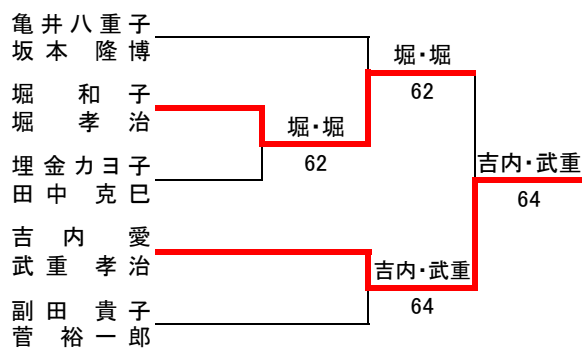 亀井八重子
坂本 隆博
堀・堀
62
堀 和 子
堀 孝 治
堀・堀
62
埋金カヨ子
田中 克巳
吉内・武重
64
吉 内 愛
武重孝治
吉内・武重
64
副田 貴子
菅 裕一郎